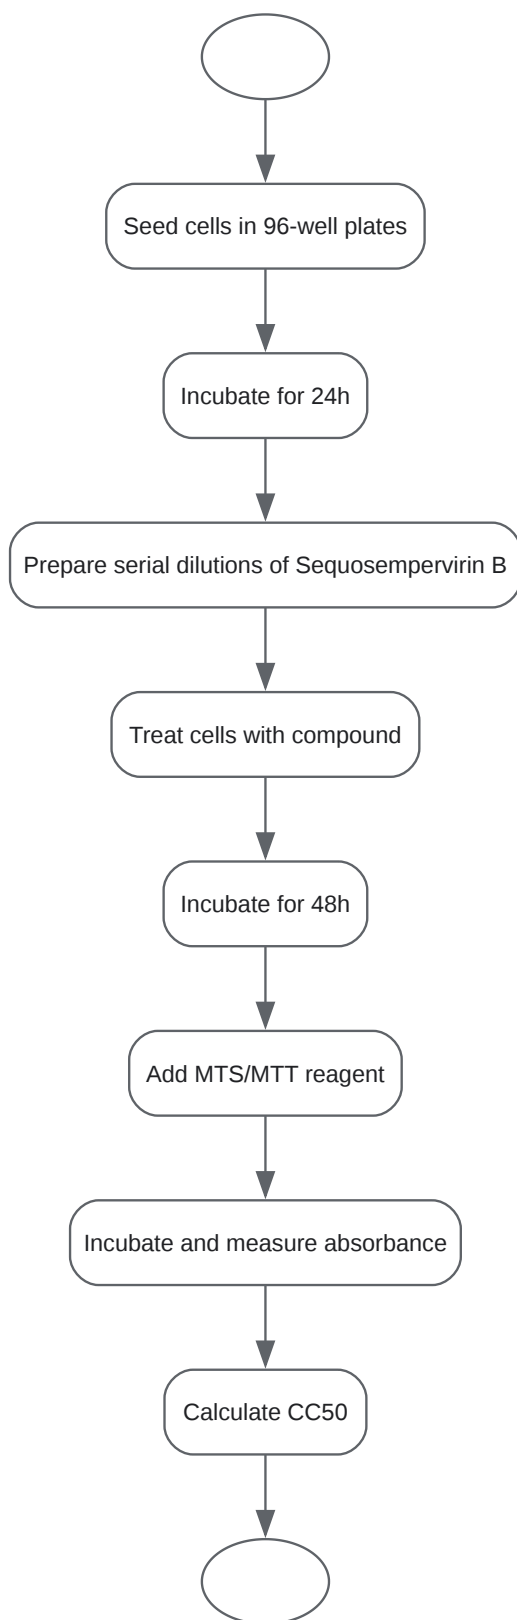 Seed cells in 96-well plates
Incubate for 24h
Prepare serial dilutions of Sequosempervirin B
Treat cells with compound
Incubate for 48h
Add MTS/MTT reagent
Incubate and measure absorbance
Calculate CC50